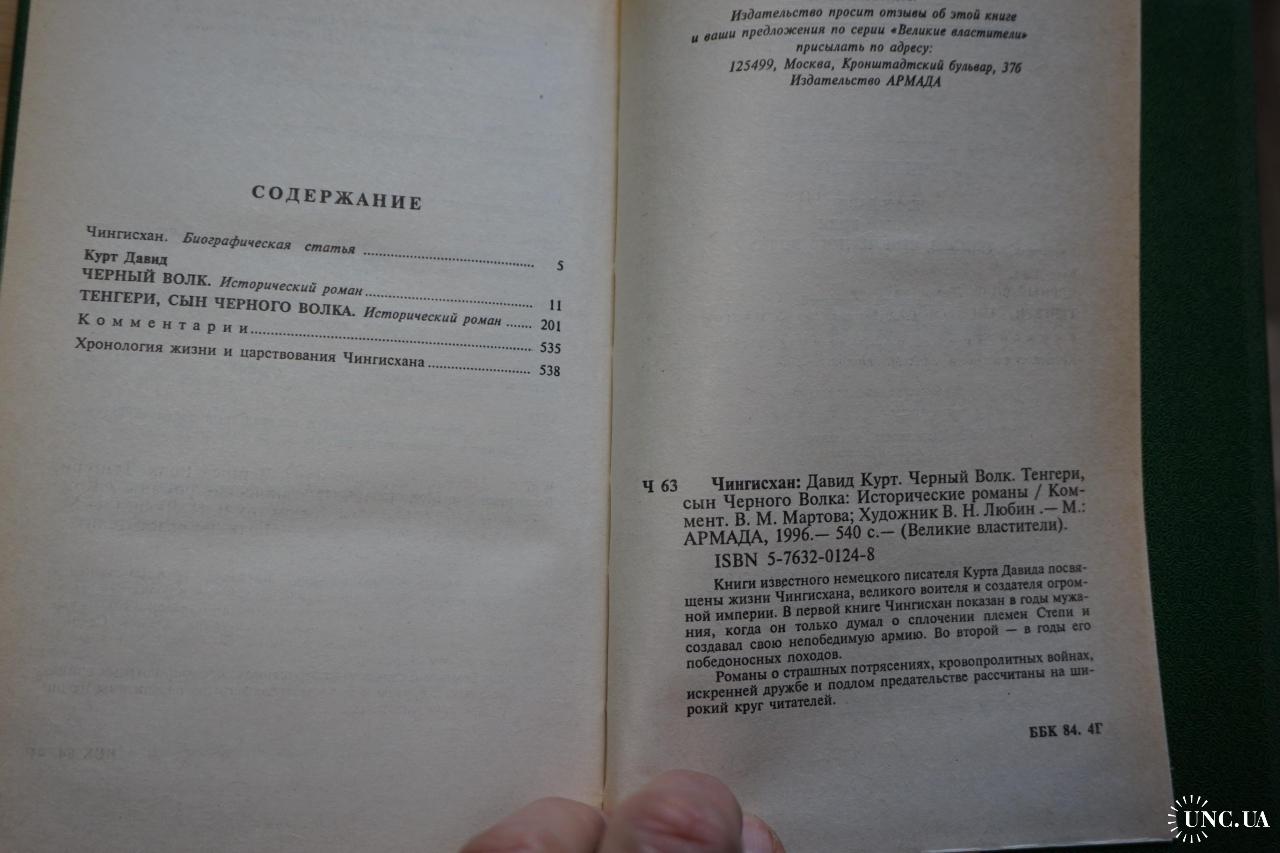 СОДЕРЖАНИЕ
Чингисхан. Биографическая статья ........ 5
Курт Давид
ЧЕРНЫЙ ВОЛК. Исторический роман ........ 11
ТЕНГЕРИ, СЫН ЧЕРНОГО ВОЛКА. Исторический роман ....... 201
Комментарии ........ 535
Хронология жизни и царствования Чингисхана ........ 538
Издательство просит отзывы об этой книге
и ваши предложения по серии «Великие властители»
присылать по адресу:
125499, Москва, Кронштадтский бульвар, 37б
Издательство АРМАДА
Ч 63 Чингисхан: Давид Курт. Черный Волк. Тенгери,
сын Черного Волка: Исторические романы / Ком-
мент. В. М. Мартова; Художник В. Н. Любин .— М.:
АРМАДА, 1996.— 540 с.— (Великие властители).
ISBN 5-7632-0124-8
Книги известного немецкого писателя Курта Давида посвя-
щены жизни Чингисхана, великого воителя и создателя огром-
ной империи. В первой книге Чингисхан показан в годы мужа-
ния, когда он только думал о сплочении племен Степи и
создавал свою непобедимую армию. Во второй — в годы его
победоносных походов.
Романы о страшных потрясениях, кровопролитных войнах,
искренней дружбе и подлом предательстве рассчитаны на ши-
рокий круг читателей.
ББК 84. 4Г
UNC.UA